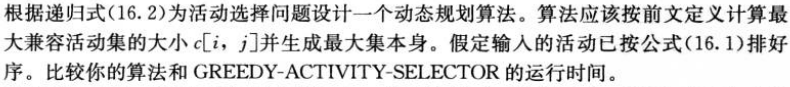 根据递归式(16.2)为活动选择问题设计一个动态规划算法。算法应该按前文定义计算最
大兼容活动集的大小 c[i, j]并生成最大集本身。假定输入的活动已按公式(16.1)排好
序。比较你的算法和 GREEDY-ACTIVITY-SELECTOR 的运行时间。